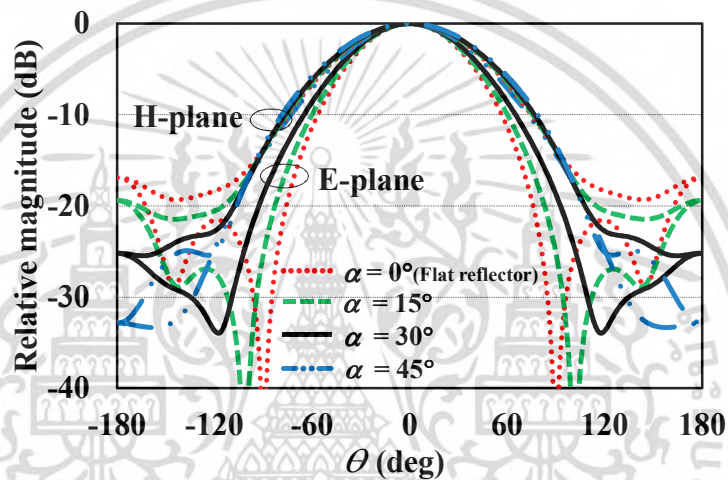 Relative magnitude (dB)
0
-10
-20
-30
-40
H-plane
E-plane
α = 0° (Flat reflector)
α = 15°
α = 30°
α = 45°
-180 -120 -60 0 60 120 180
θ (deg)